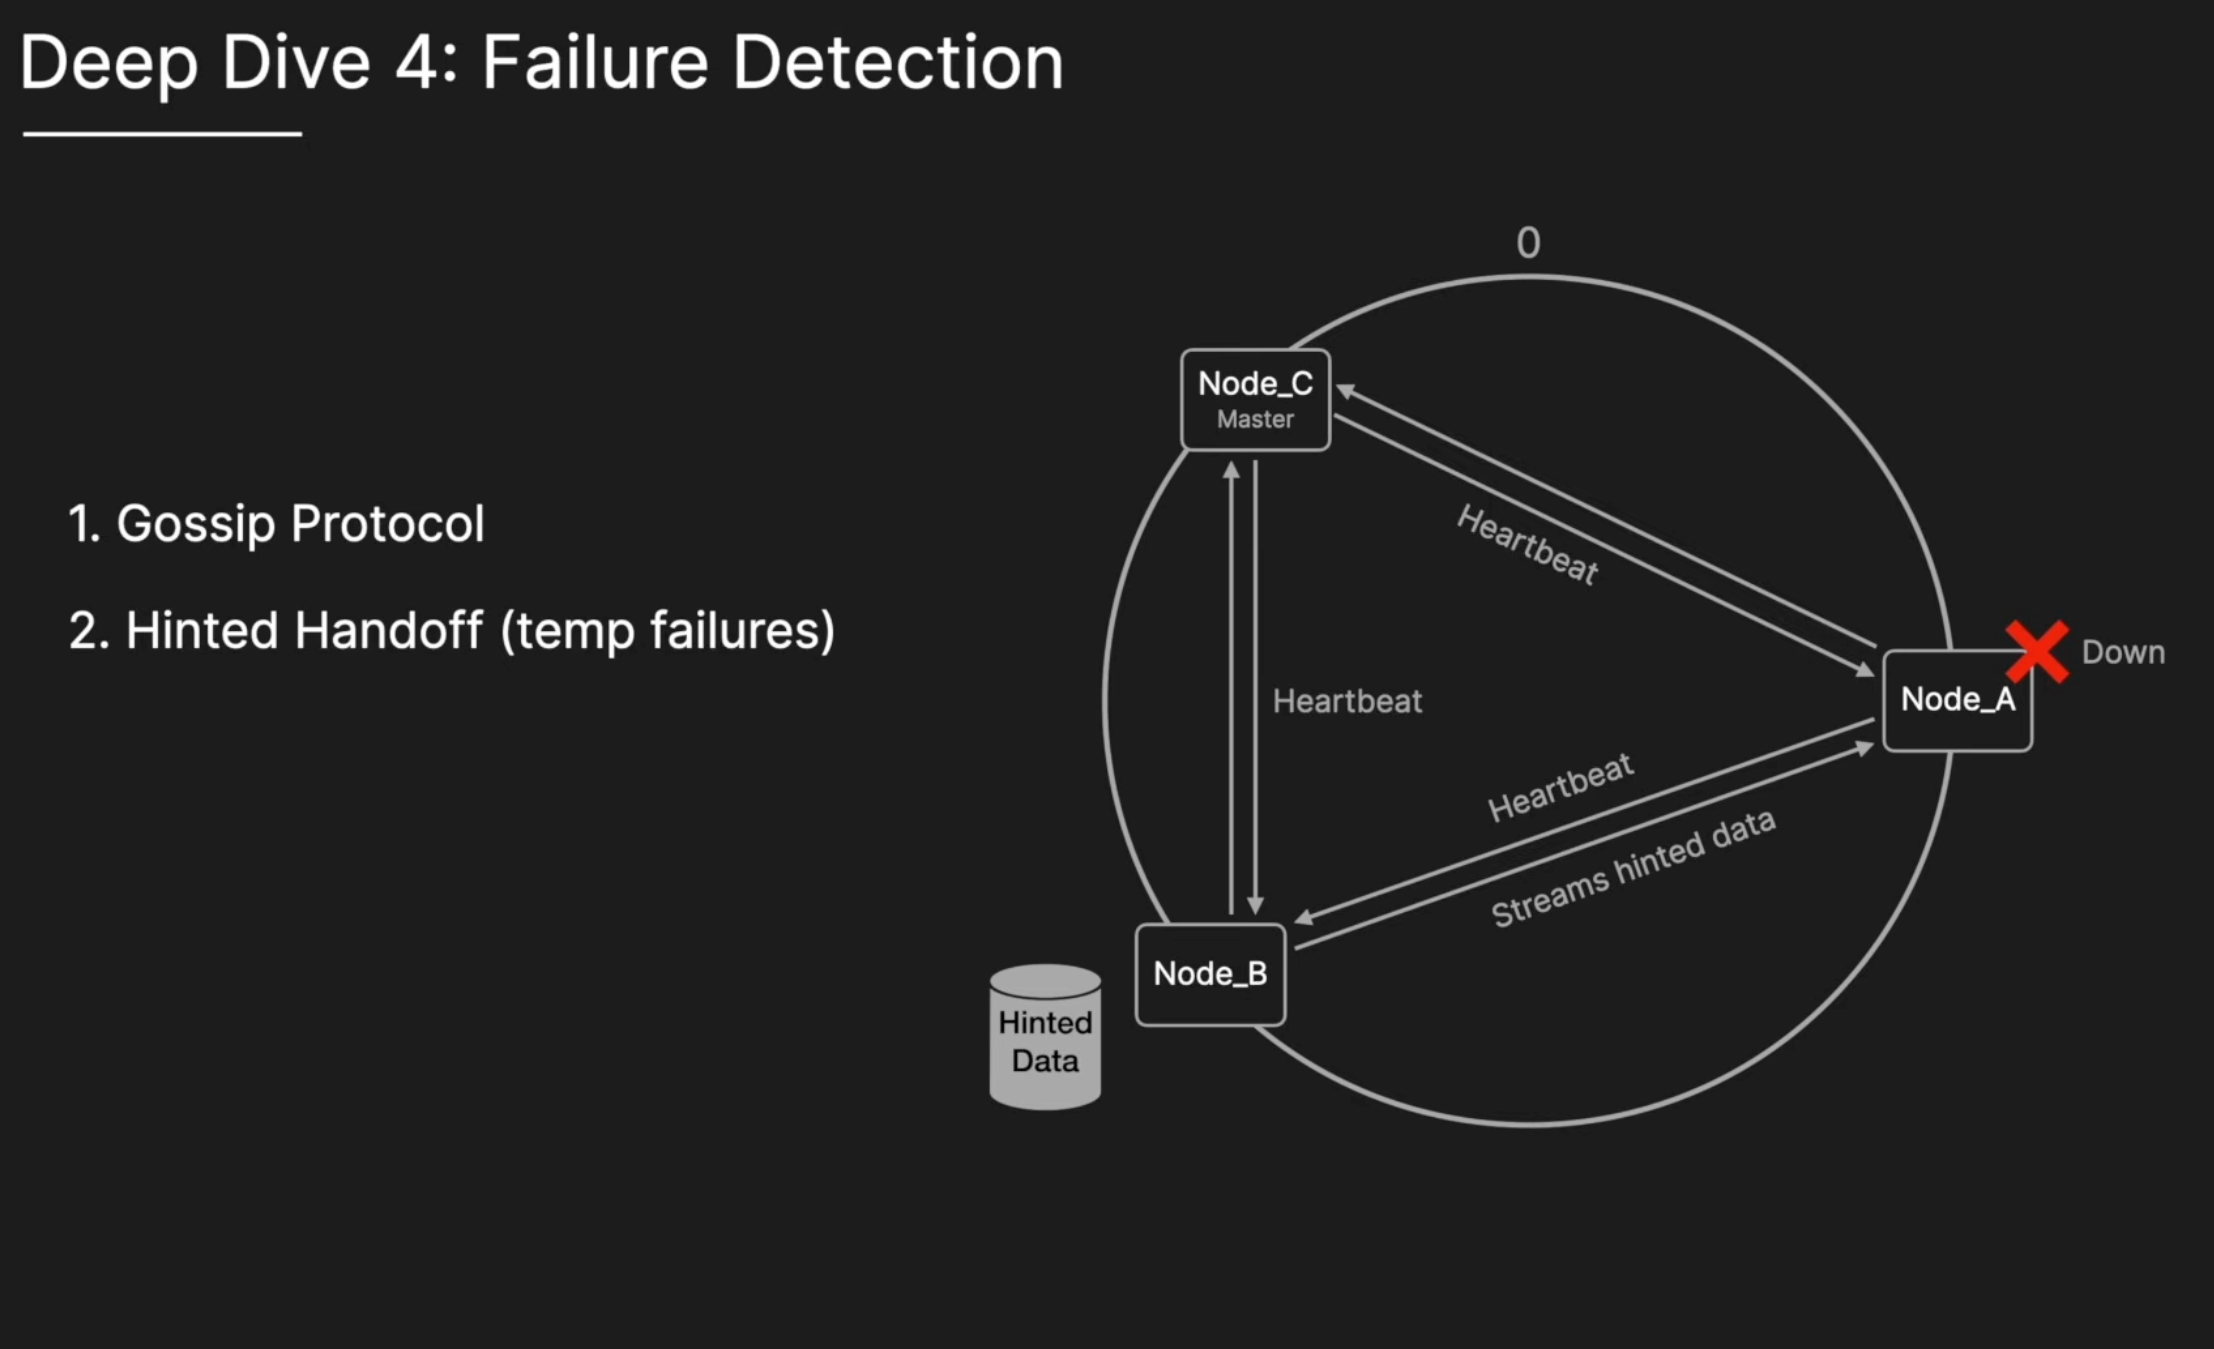 Deep Dive 4: Failure Detection
1. Gossip Protocol
2. Hinted Handoff (temp failures)
0
Node_C
Master
Heartbeat
Down
Node_A
Heartbeat
Heartbeat
Streams hinted data
Node_B
Hinted
Data